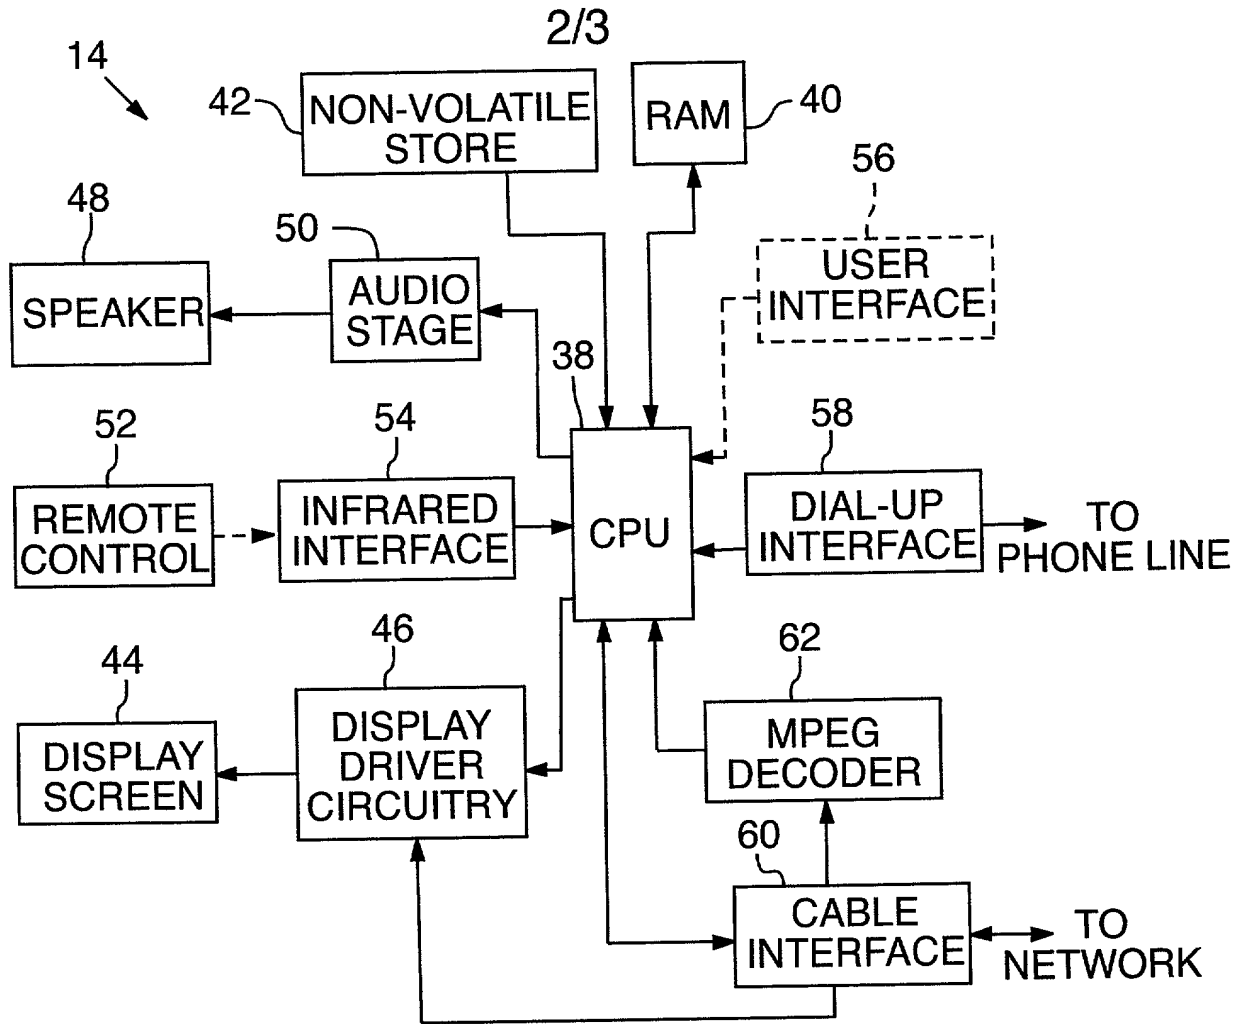 2/3
14
42
NON-VOLATILE
STORE
RAM
40
56
USER
INTERFACE
48
SPEAKER
50
AUDIO
STAGE
38
CPU
52
REMOTE
CONTROL
54
INFRARED
INTERFACE
58
DIAL-UP
INTERFACE
TO
PHONE LINE
44
DISPLAY
SCREEN
46
DISPLAY
DRIVER
CIRCUITRY
62
MPEG
DECODER
60
CABLE
INTERFACE
TO
NETWORK